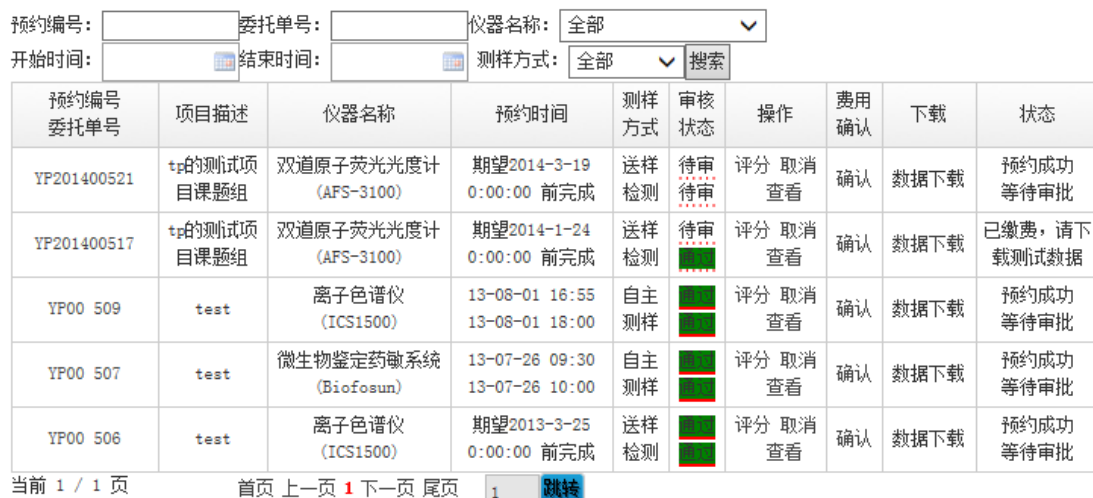 预约编号： 委托单号： 仪器名称： 全部
开始时间： 结束时间： 测样方式： 全部 搜索
预约编号 委托单号 项目描述 仪器名称 预约时间 测样方式 审核状态 操作 费用确认 下载 状态
YP201400521 tp的测试项目课题组 双道原子荧光光度计 (AFS-3100) 期望2014-3-19 0:00:00 前完成 送样检测 待审 待审 评分 取消 查看 确认 数据下载 预约成功 等待审批
YP201400517 tp的测试项目课题组 双道原子荧光光度计 (AFS-3100) 期望2014-1-24 0:00:00 前完成 送样检测 待审 通过 评分 取消 查看 确认 数据下载 已缴费，请下载测试数据
YP00 509 test 离子色谱仪 (ICS1500) 13-08-01 16:55 13-08-01 18:00 自主测样 通过 通过 评分 取消 查看 确认 数据下载 预约成功 等待审批
YP00 507 test 微生物鉴定药敏系统 (Biofosun) 13-07-26 09:30 13-07-26 10:00 自主测样 通过 通过 评分 取消 查看 确认 数据下载 预约成功 等待审批
YP00 506 test 离子色谱仪 (ICS1500) 期望2013-3-25 0:00:00 前完成 送样检测 通过 通过 评分 取消 查看 确认 数据下载 预约成功 等待审批
当前 1 / 1 页 首页 上一页 1 下一页 尾页 1 跳转